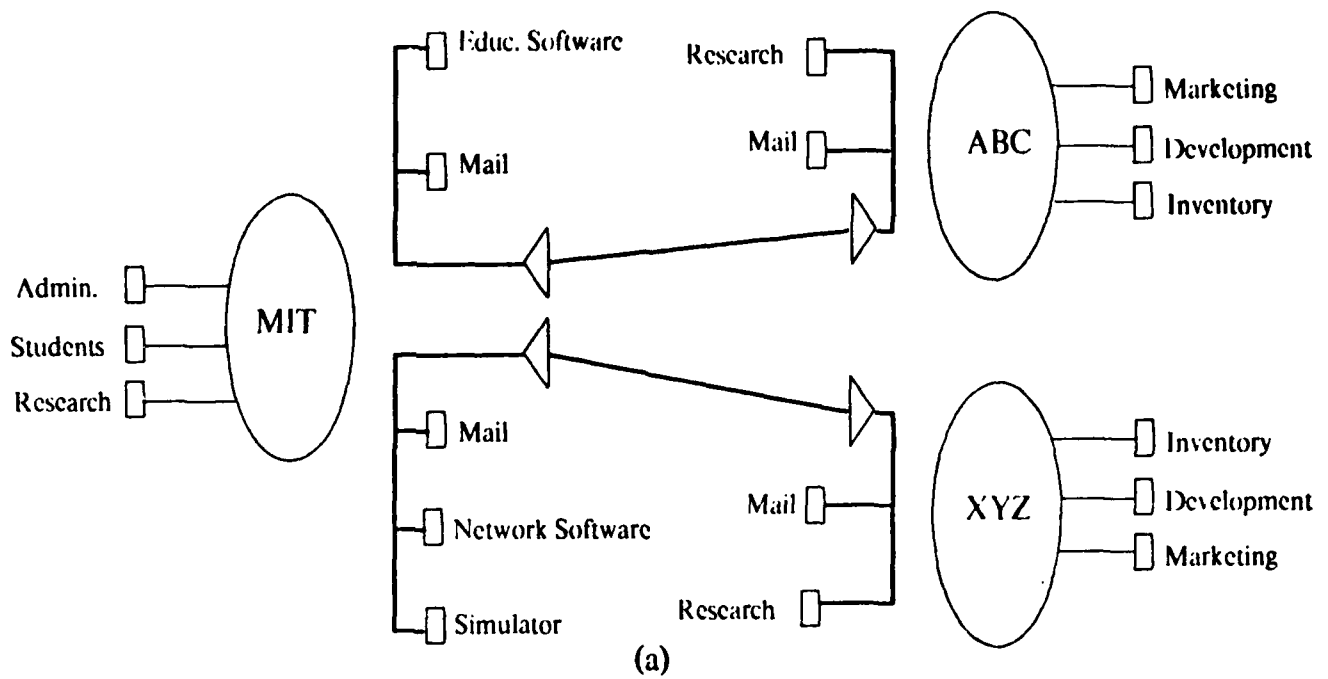 Educ. Software
Research
Marketing
Mail
ABC
Development
Mail
Inventory
Admin.
MIT
Students
Research
Mail
Inventory
Mail
XYZ
Development
Network Software
Marketing
Research
Simulator
(a)